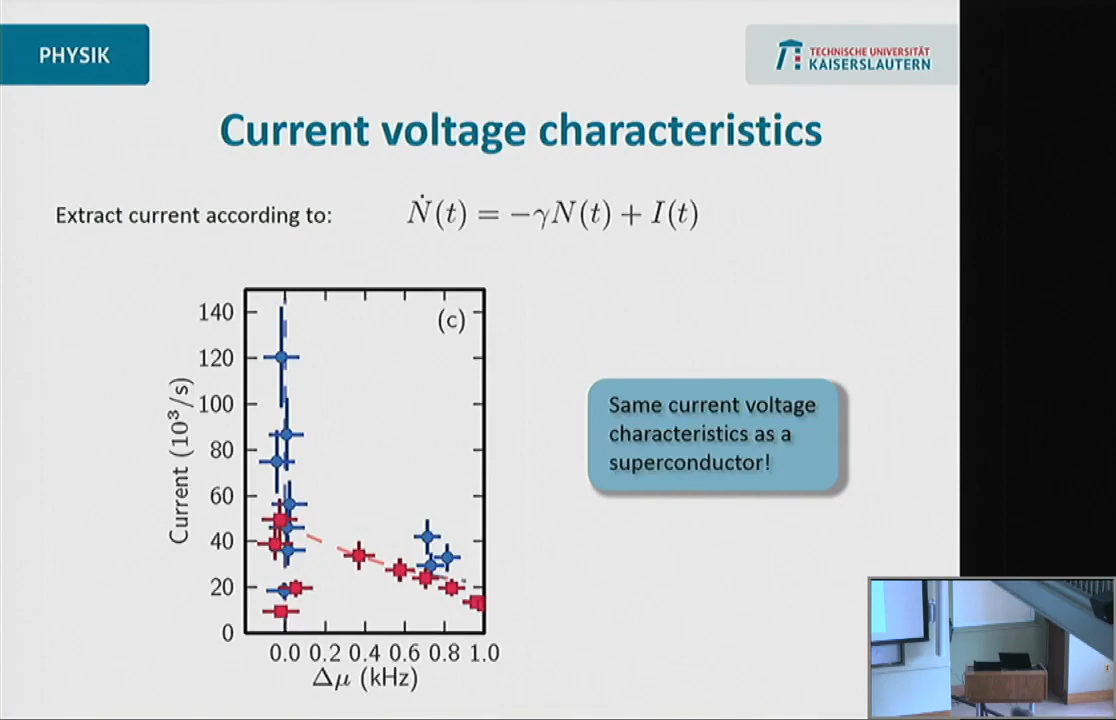 PHYSIK
TECHNISCHE UNIVERSITÄT
KAISERSLAUTERN
Current voltage characteristics
Extract current according to:
Ṅ(t) = −γN(t) + I(t)
(c)
140
120
100
80
60
40
20
0
Current (10³/s)
0.0 0.2 0.4 0.6 0.8 1.0
Δμ (kHz)
Same current voltage
characteristics as a
superconductor!